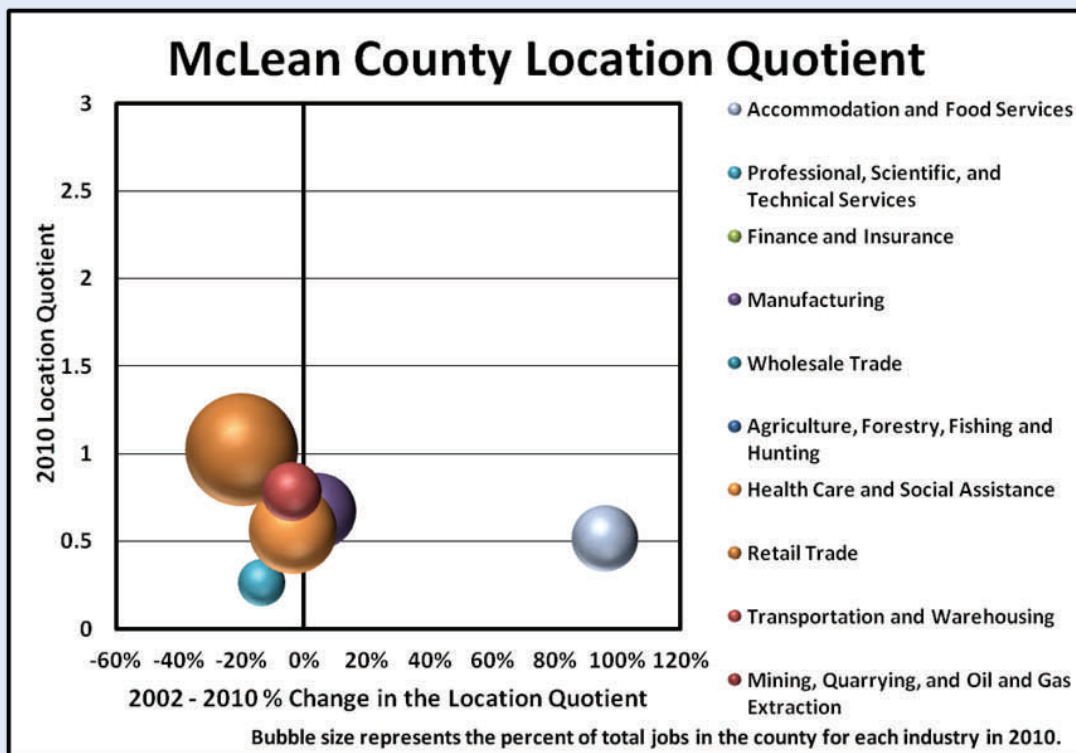 McLean County Location Quotient
3
2.5
2
1.5
1
0.5
0
2010 Location Quotient
-60% -40% -20% 0% 20% 40% 60% 80% 100% 120%
2002 - 2010 % Change in the Location Quotient
Accommodation and Food Services
Professional, Scientific, and
Technical Services
Finance and Insurance
Manufacturing
Wholesale Trade
Agriculture, Forestry, Fishing and
Hunting
Health Care and Social Assistance
Retail Trade
Transportation and Warehousing
Mining, Quarrying, and Oil and Gas
Extraction
Bubble size represents the percent of total jobs in the county for each industry in 2010.